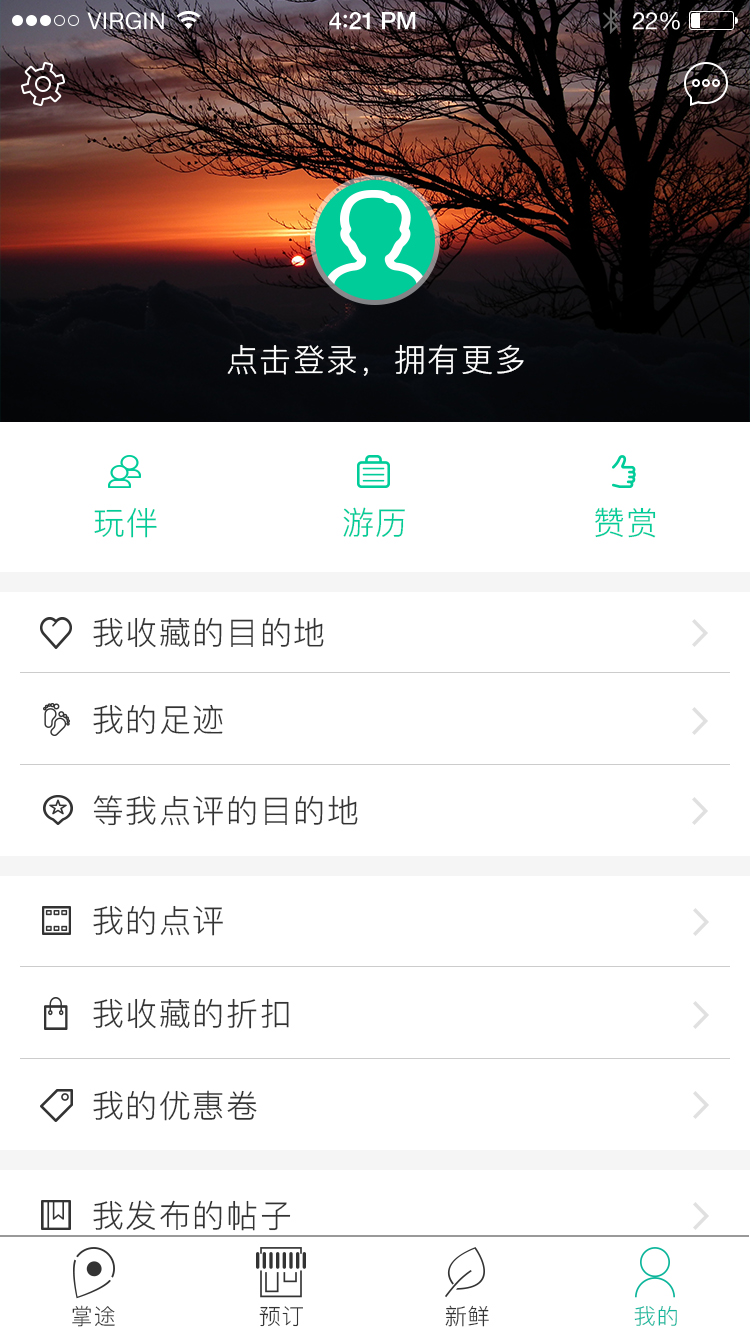 VIRGIN 4:21 PM 22%
点击登录，拥有更多
玩伴 游历 赞赏
我收藏的目的地
我的足迹
等我点评的目的地
我的点评
我收藏的折扣
我的优惠卷
我发布的帖子
掌途 预订 新鲜 我的